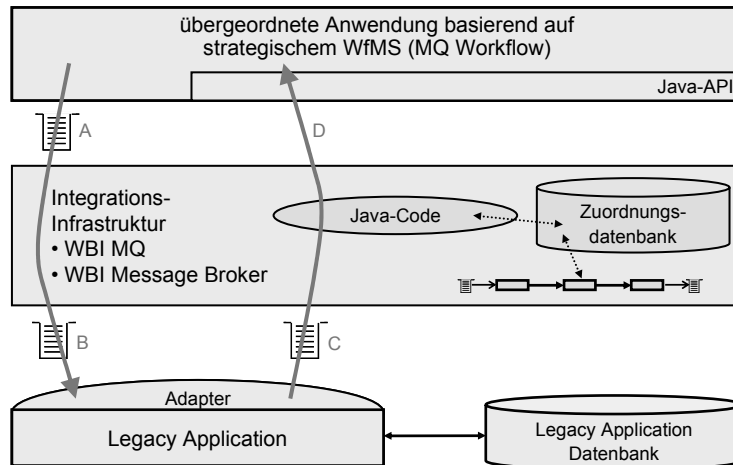 übergeordnete Anwendung basierend auf
strategischem WfMS (MQ Workflow)
Java-API
A
D
Integrations-
Infrastruktur
• WBI MQ
• WBI Message Broker
Java-Code
Zuordnungs-
datenbank
B
C
Adapter
Legacy Application
Legacy Application
Datenbank